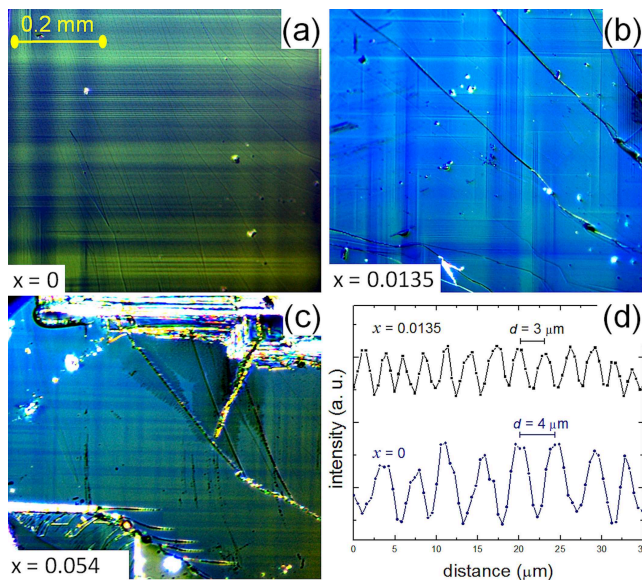 0.2 mm
(a)
x = 0
(b)
x = 0.0135
(c)
x = 0.054
(d)
x = 0.0135
d = 3 μm
x = 0
d = 4 μm
intensity (a. u.)
0 5 10 15 20 25 30 35
distance (μm)